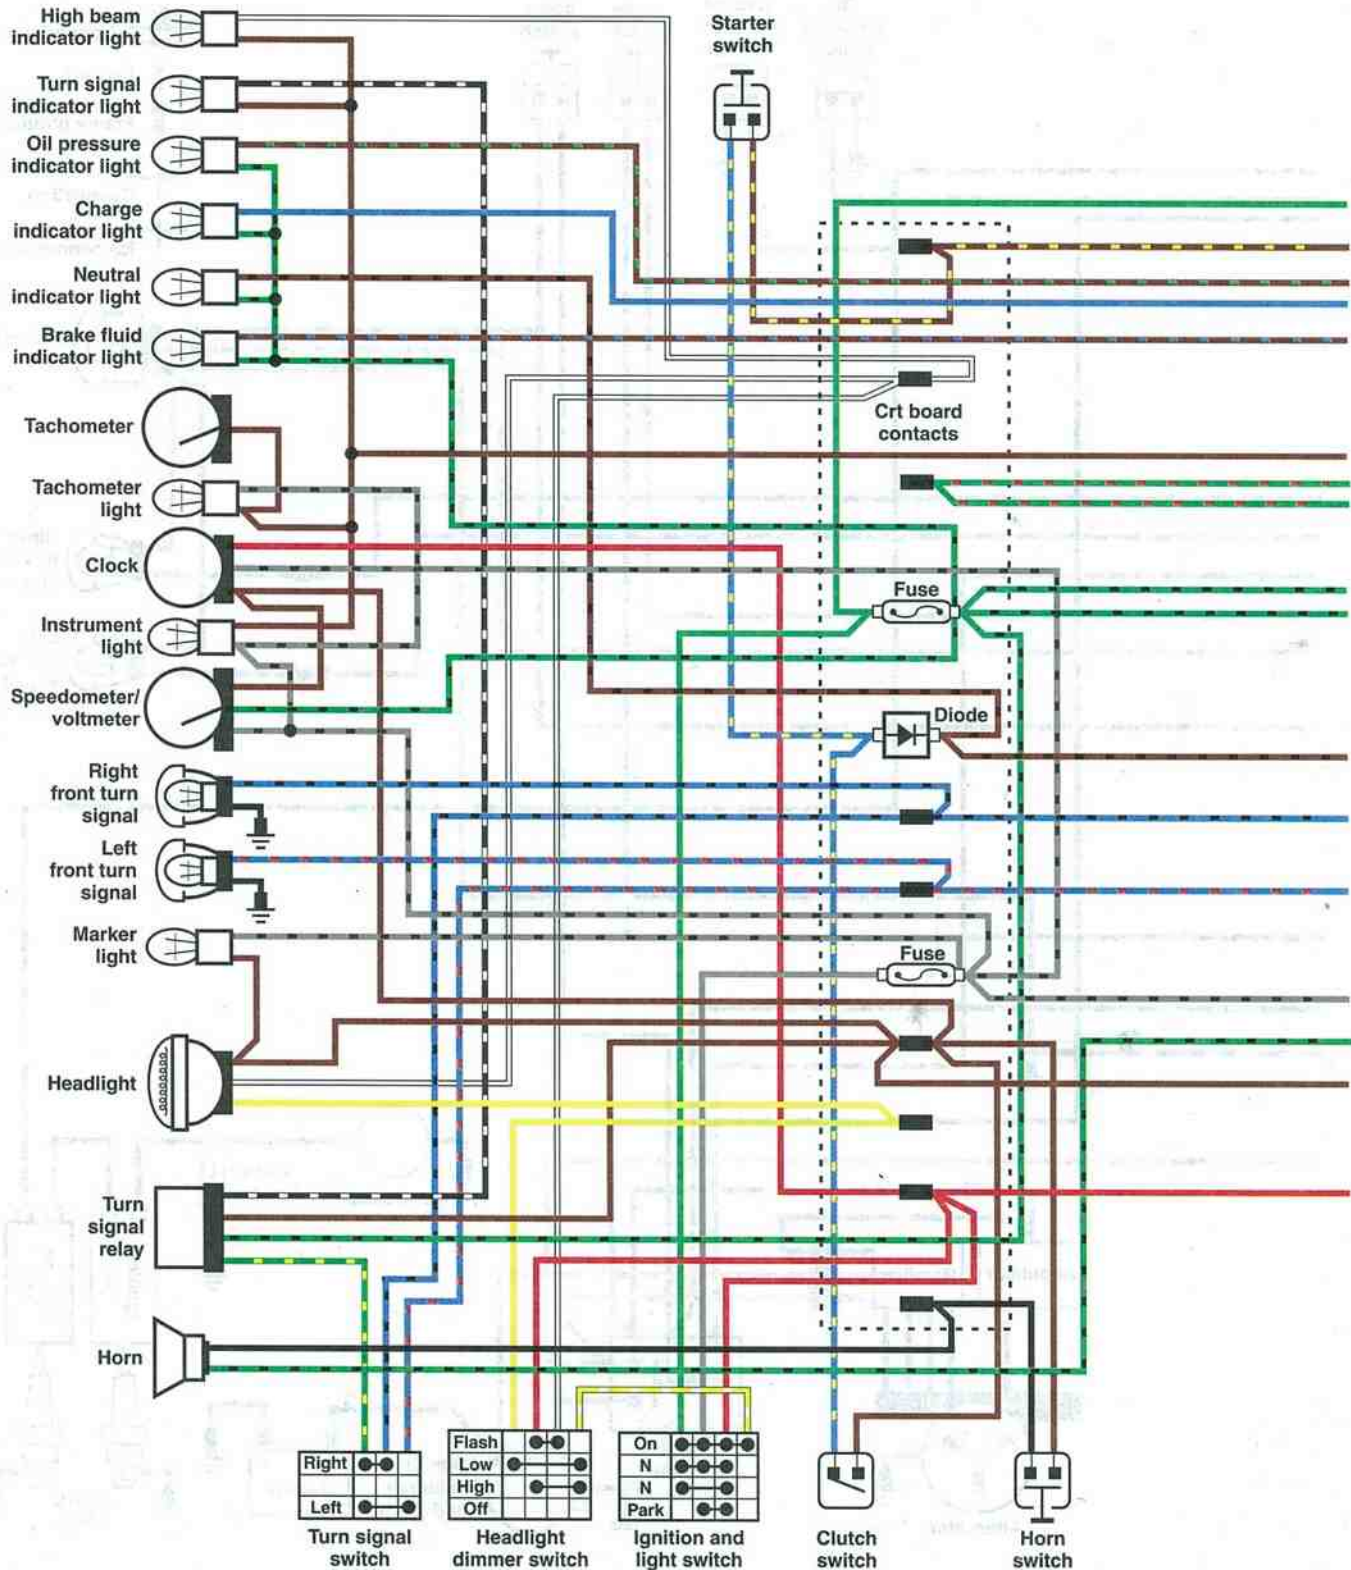 High beam
indicator light
Turn signal
indicator light
Oil pressure
indicator light
Charge
indicator light
Neutral
indicator light
Brake fluid
indicator light
Tachometer
Tachometer
light
Clock
Instrument
light
Speedometer/
voltmeter
Right
front turn
signal
Left
front turn
signal
Marker
light
Headlight
Turn
signal
relay
Horn
Starter
switch
Crt board
contacts
Fuse
Diode
Fuse
Right
Left
Turn signal
switch
Flash
Low
High
Off
Headlight
dimmer switch
On
N
N
Park
Ignition and
light switch
Clutch
switch
Horn
switch